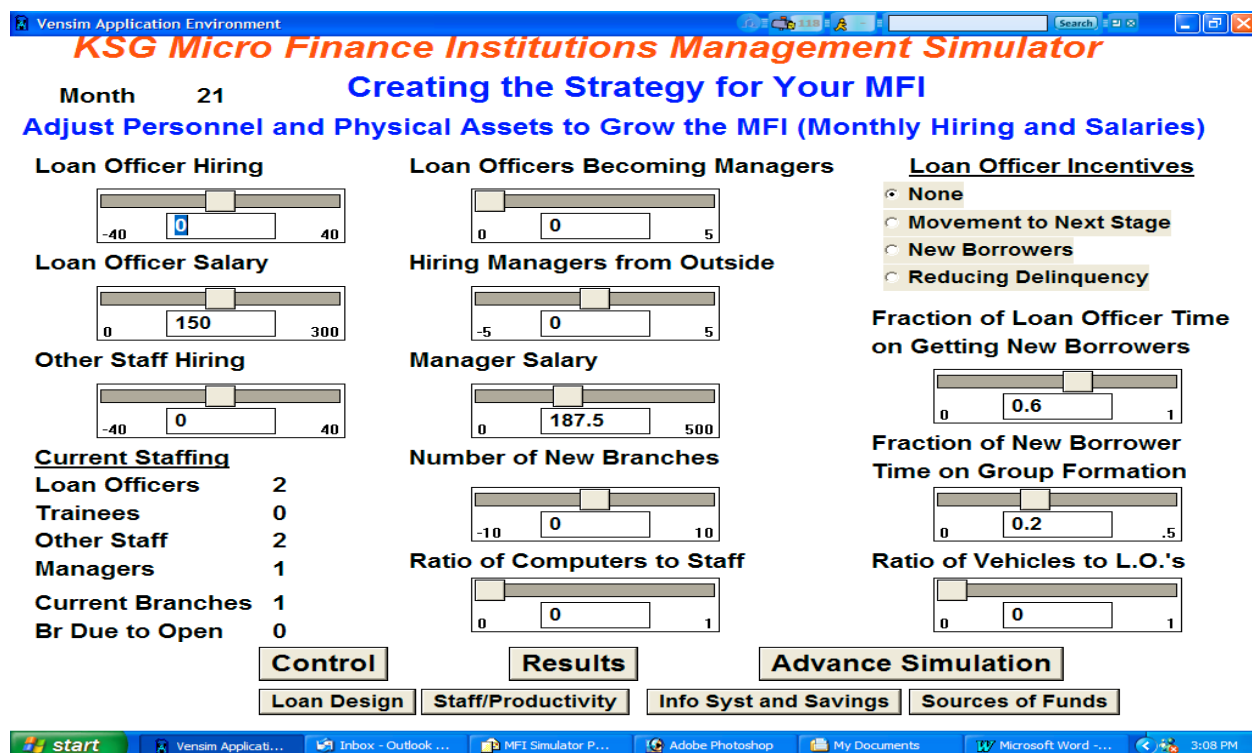 Vensim Application Environment
118
Search
KSG Micro Finance Institutions Management Simulator
Month 21
Creating the Strategy for Your MFI
Adjust Personnel and Physical Assets to Grow the MFI (Monthly Hiring and Salaries)
Loan Officer Hiring
-40 0 40
Loan Officer Salary
0 150 300
Other Staff Hiring
-40 0 40
Current Staffing
Loan Officers 2
Trainees 0
Other Staff 2
Managers 1
Current Branches 1
Br Due to Open 0
Loan Officers Becoming Managers
0 0 5
Hiring Managers from Outside
-5 0 5
Manager Salary
0 187.5 500
Number of New Branches
-10 0 10
Ratio of Computers to Staff
0 0 1
Loan Officer Incentives
None
Movement to Next Stage
New Borrowers
Reducing Delinquency
Fraction of Loan Officer Time
on Getting New Borrowers
0 0.6 1
Fraction of New Borrower
Time on Group Formation
0 0.2 .5
Ratio of Vehicles to L.O.'s
0 0 1
Control Results Advance Simulation
Loan Design Staff/Productivity Info Syst and Savings Sources of Funds
start Vensim Applicati... Inbox - Outlook ... MFI Simulator P... Adobe Photoshop My Documents Microsoft Word -... 3:08 PM